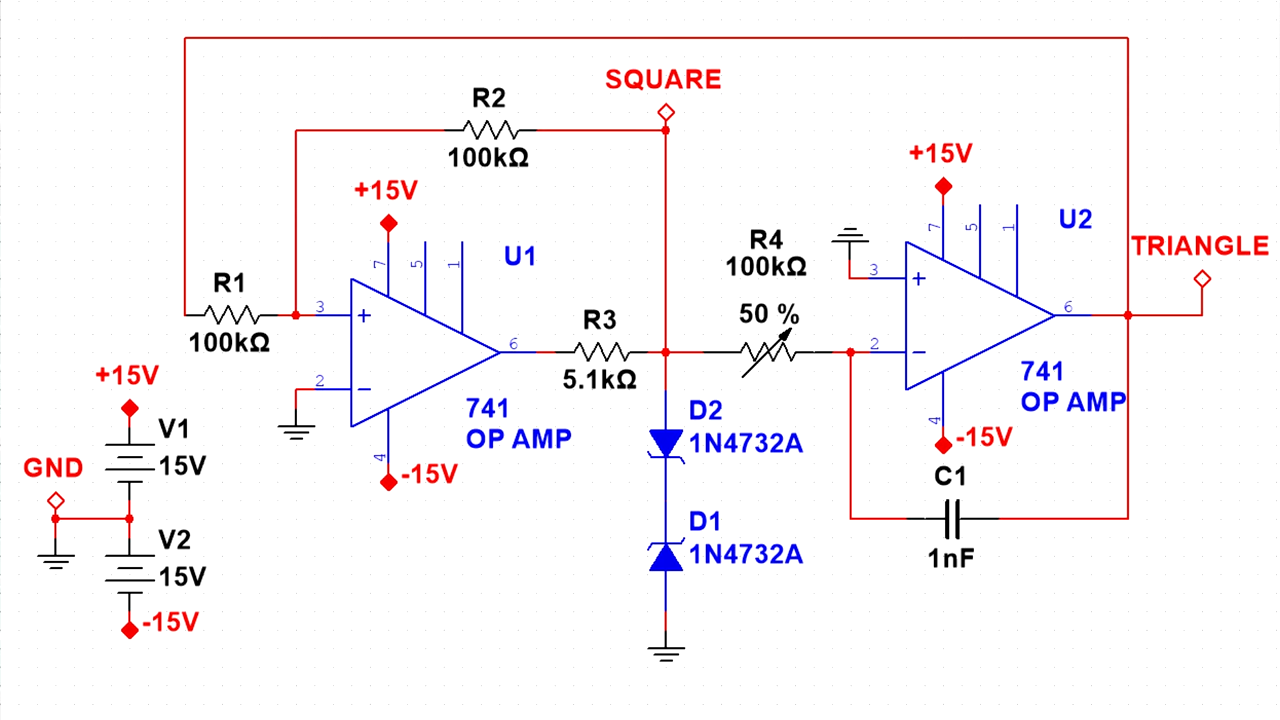 SQUARE
R2
100kΩ
+15V
7
5
1
U1
R1
100kΩ
3
+
2
−
6
4
-15V
741
OP AMP
R3
5.1kΩ
R4
100kΩ
50 %
+15V
7
5
1
U2
TRIANGLE
3
+
2
−
6
4
-15V
741
OP AMP
C1
1nF
D2
1N4732A
D1
1N4732A
+15V
V1
15V
GND
V2
15V
-15V